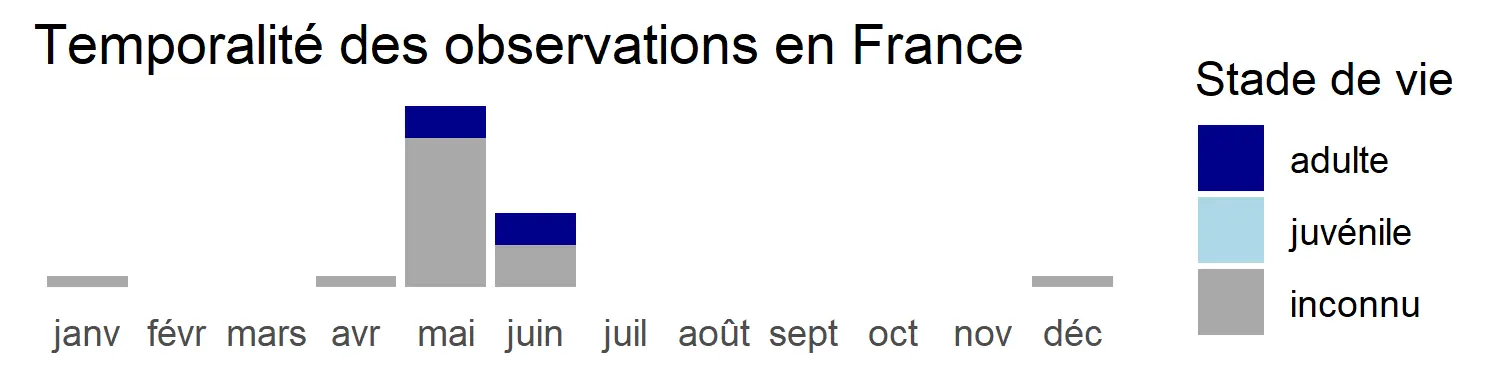 Temporalité des observations en France
janv févr mars avr mai juin juil août sept oct nov déc
Stade de vie
adulte
juvénile
inconnu